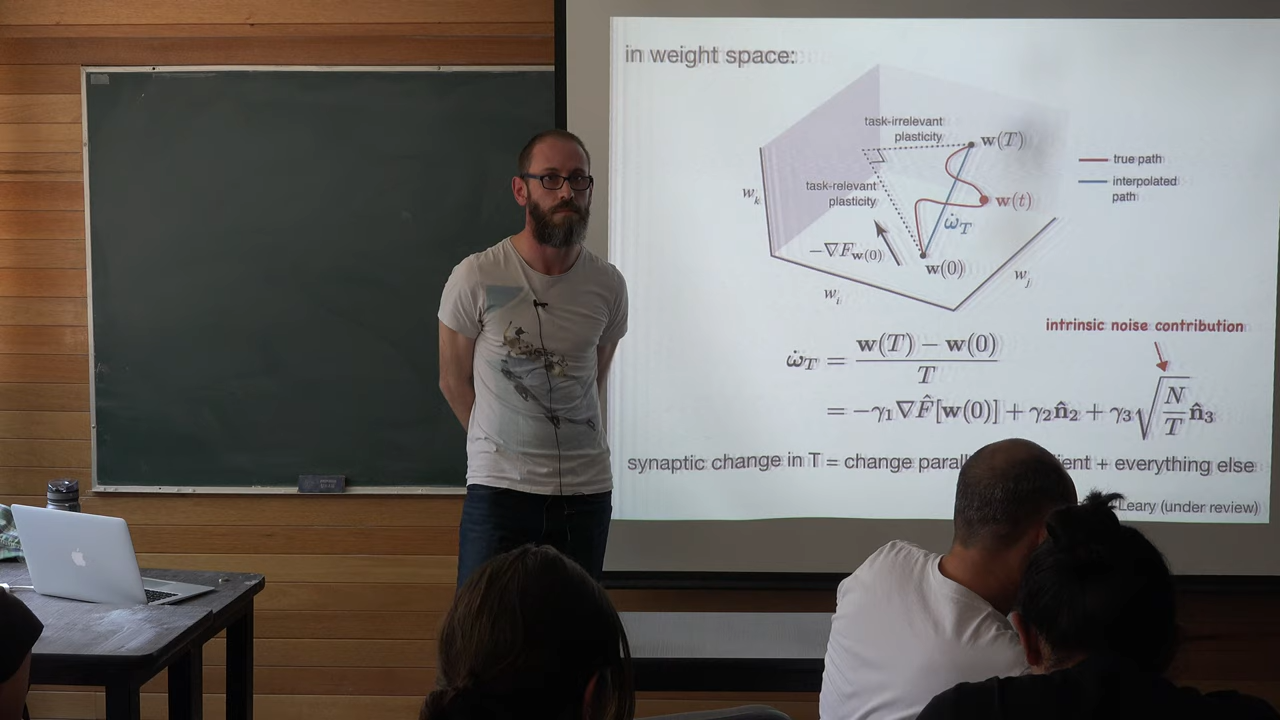 in weight space:
task-irrelevant
plasticity
w(T)
true path
interpolated
path
w_k
task-relevant
plasticity
w(t)
ω̇_T
−∇F_w(0)
w(0)
w_i
w_j
intrinsic noise contribution
ω̇_T = (w(T) − w(0)) / T
= −γ₁∇F̂[w(0)] + γ₂n̂₂ + γ₃√(N/T) n̂₃
synaptic change in T = change + everything else
Leary (under review)